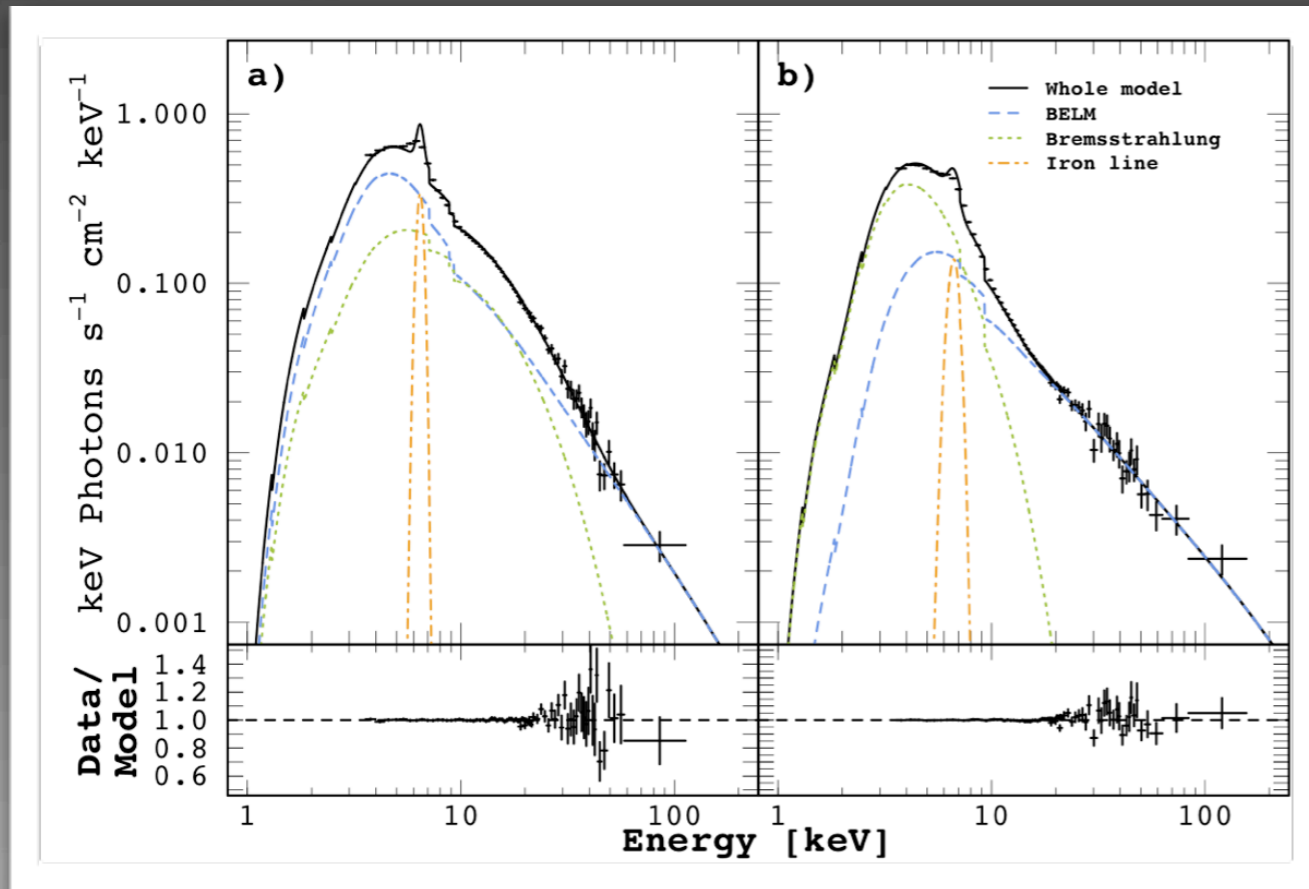 a)
b)
Whole model
BELM
Bremsstrahlung
Iron line
keV Photons s⁻¹ cm⁻² keV⁻¹
1.000
0.100
0.010
0.001
Data/
Model
1.4
1.2
1.0
0.8
0.6
1 10 100
1 10 100
Energy [keV]